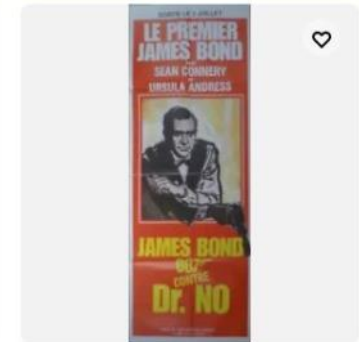 LE PREMIER
JAMES BOND
SEAN CONNERY
URSULA ANDRESS
JAMES BOND
007
CONTRE
Dr. NO